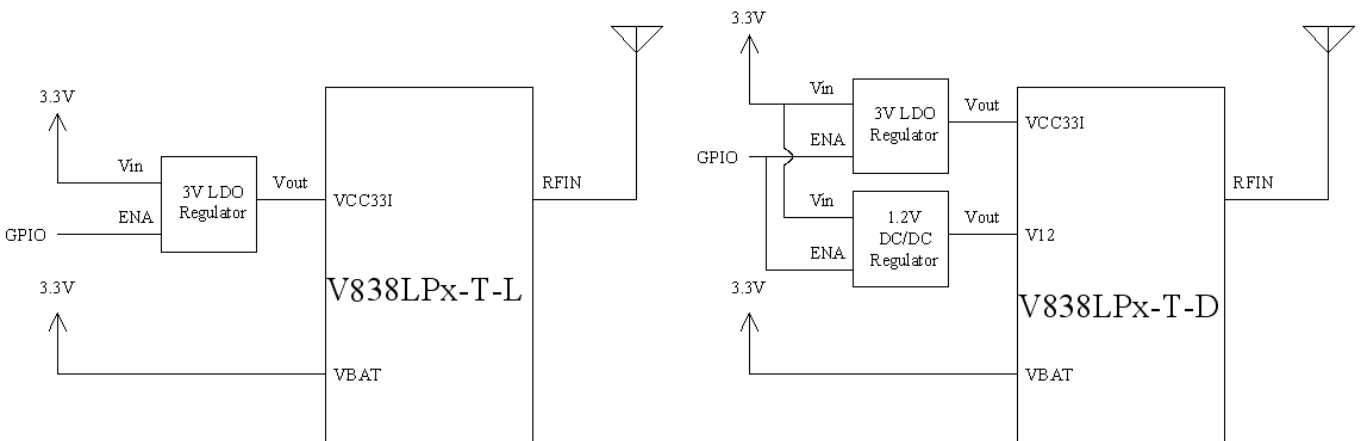 3.3V
Vin
3V LDO
Regulator
Vout
VCC33I
RFIN
ENA
GPIO
3.3V
V838LPx-T-L
VBAT
3.3V
Vin
3V LDO
Regulator
Vout
VCC33I
ENA
GPIO
RFIN
Vin
1.2V
DC/DC
Regulator
Vout
V12
ENA
3.3V
V838LPx-T-D
VBAT